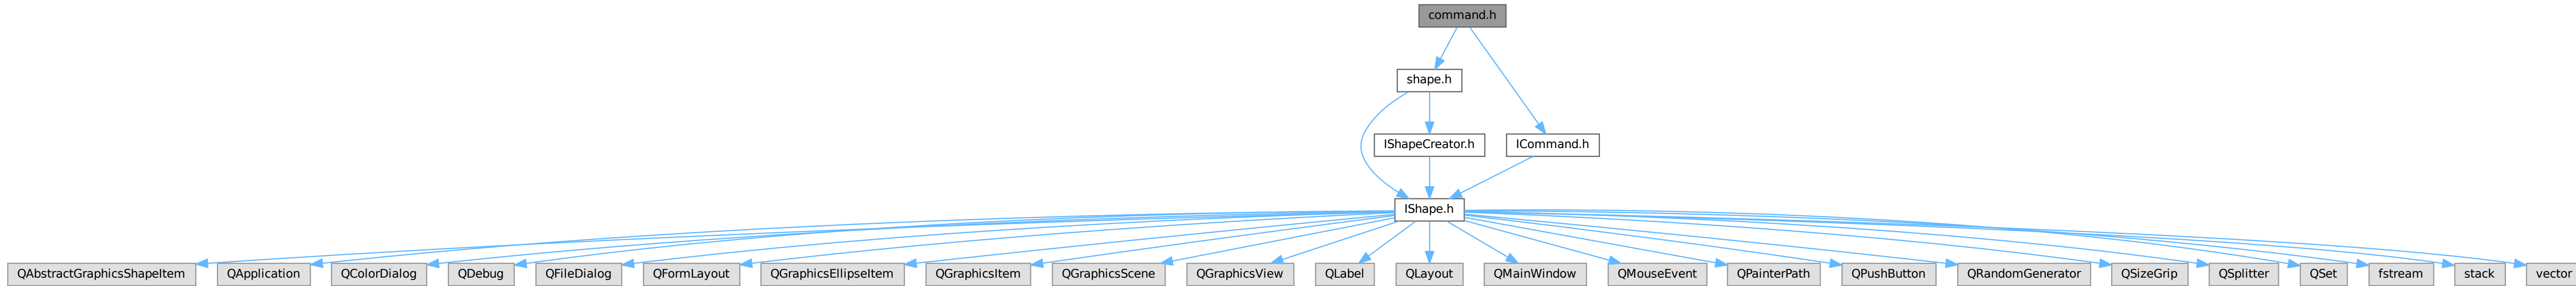 command.h
shape.h
IShapeCreator.h
ICommand.h
IShape.h
QAbstractGraphicsShapeItem
QApplication
QColorDialog
QDebug
QFileDialog
QFormLayout
QGraphicsEllipseItem
QGraphicsItem
QGraphicsScene
QGraphicsView
QLabel
QLayout
QMainWindow
QMouseEvent
QPainterPath
QPushButton
QRandomGenerator
QSizeGrip
QSplitter
QSet
fstream
stack
vector